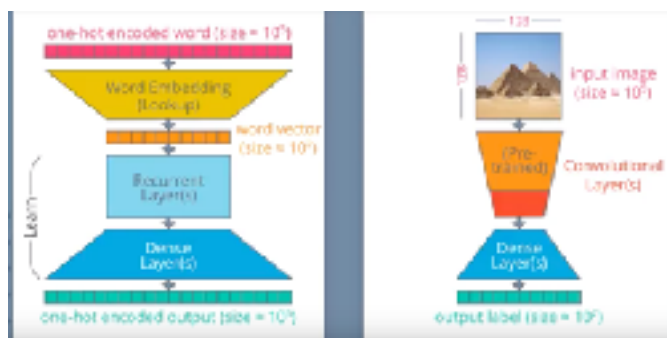 one-hot encoded word (size = 10⁵)
Word Embedding
(Lookup)
word vector
(size = 10²)
Recurrent
Layer(s)
Learn
Dense
Layer(s)
one-hot encoded output (size = 10⁵)
128
128
input image
(size = 10⁵)
(Pre-
trained)
Convolutional
Layer(s)
Dense
Layer(s)
output label (size = 10²)